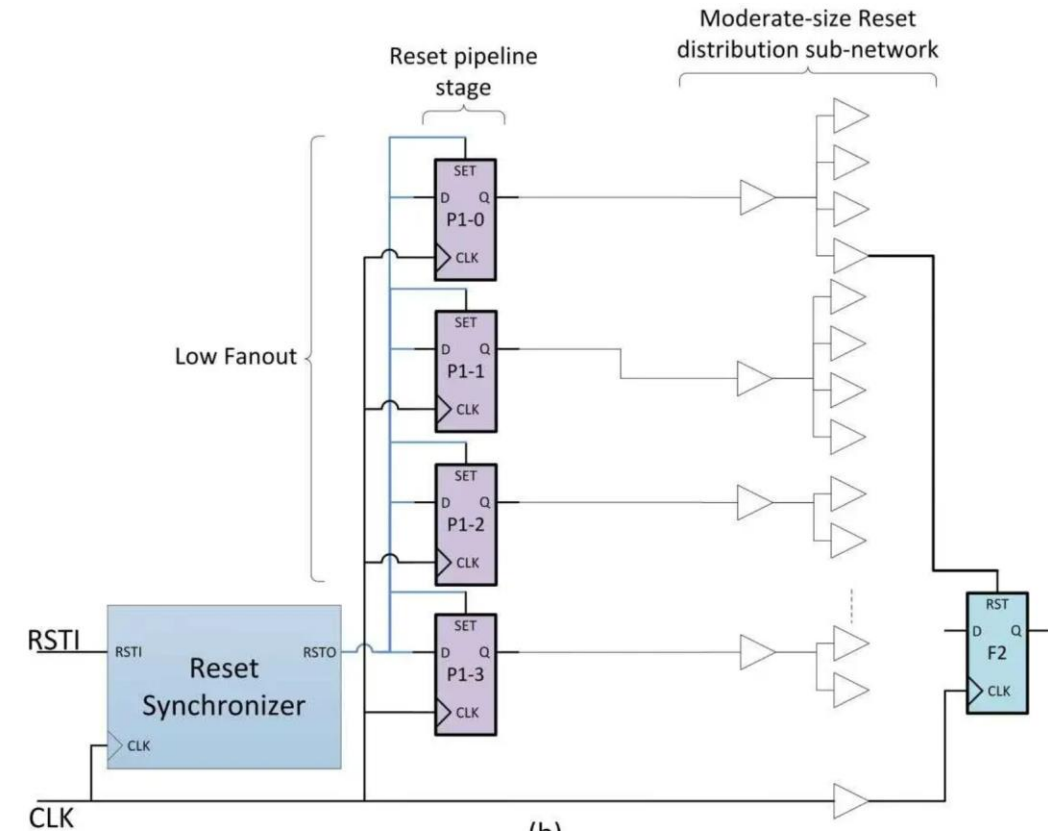 Moderate-size Reset
distribution sub-network
Reset pipeline
stage
SET
D Q
P1-0
CLK
SET
D Q
P1-1
CLK
Low Fanout
SET
D Q
P1-2
CLK
SET
D Q
P1-3
CLK
RSTI
RSTI
RSTO
Reset
Synchronizer
CLK
RST
D Q
F2
CLK
CLK
(b)